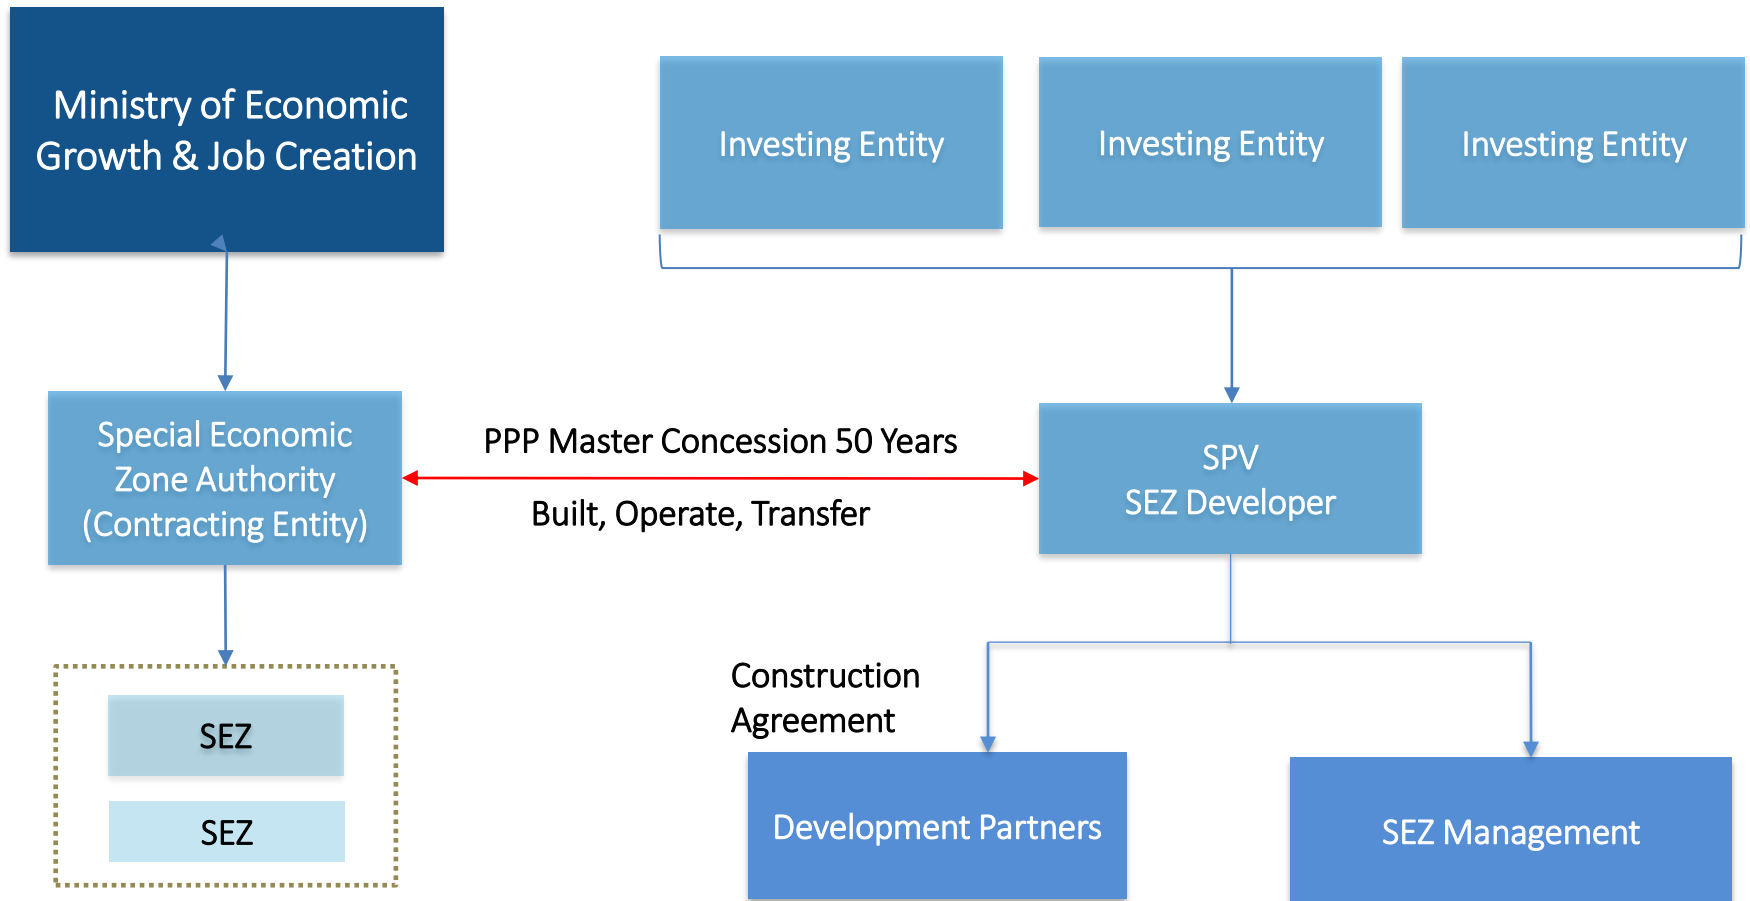 Ministry of Economic
Growth & Job Creation
Investing Entity
Investing Entity
Investing Entity
Special Economic
Zone Authority
(Contracting Entity)
PPP Master Concession 50 Years
Built, Operate, Transfer
SPV
SEZ Developer
Construction
Agreement
SEZ
SEZ
Development Partners
SEZ Management